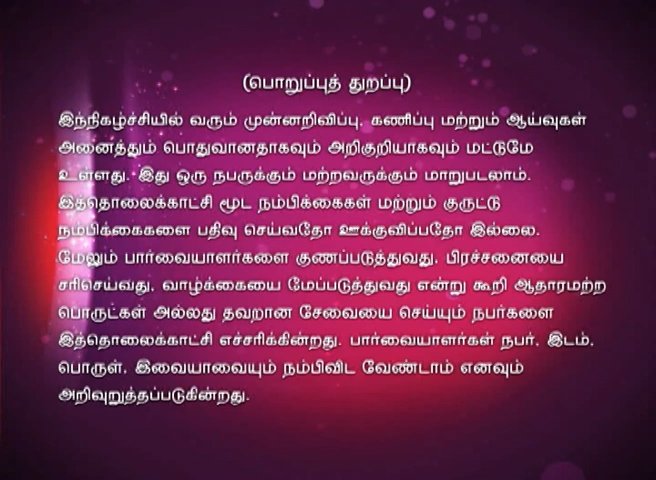 (பொறுப்புத் துறப்பு)
இந்நிகழ்ச்சியில் வரும் முன்னறிவிப்பு, கணிப்பு மற்றும் ஆய்வுகள்
அனைத்தும் பொதுவானதாகவும் அறிகுறியாகவும் மட்டுமே
உள்ளது. இது ஒரு நபருக்கும் மற்றவருக்கும் மாறுபடலாம்.
இத்தொலைக்காட்சி மூட நம்பிக்கைகள் மற்றும் குருட்டு
நம்பிக்கைகளை பதிவு செய்வதோ ஊக்குவிப்பதோ இல்லை.
மேலும் பார்வையாளர்களை குணப்படுத்துவது, பிரச்சனையை
சரிசெய்வது, வாழ்க்கையை மேப்படுத்துவது என்று கூறி ஆதாரமற்ற
பொருட்கள் அல்லது தவறான சேவையை செய்யும் நபர்களை
இத்தொலைக்காட்சி எச்சரிக்கின்றது. பார்வையாளர்கள் நபர், இடம்,
பொருள், இவையாவையும் நம்பிவிட வேண்டாம் எனவும்
அறிவுறுத்தப்படுகின்றது.